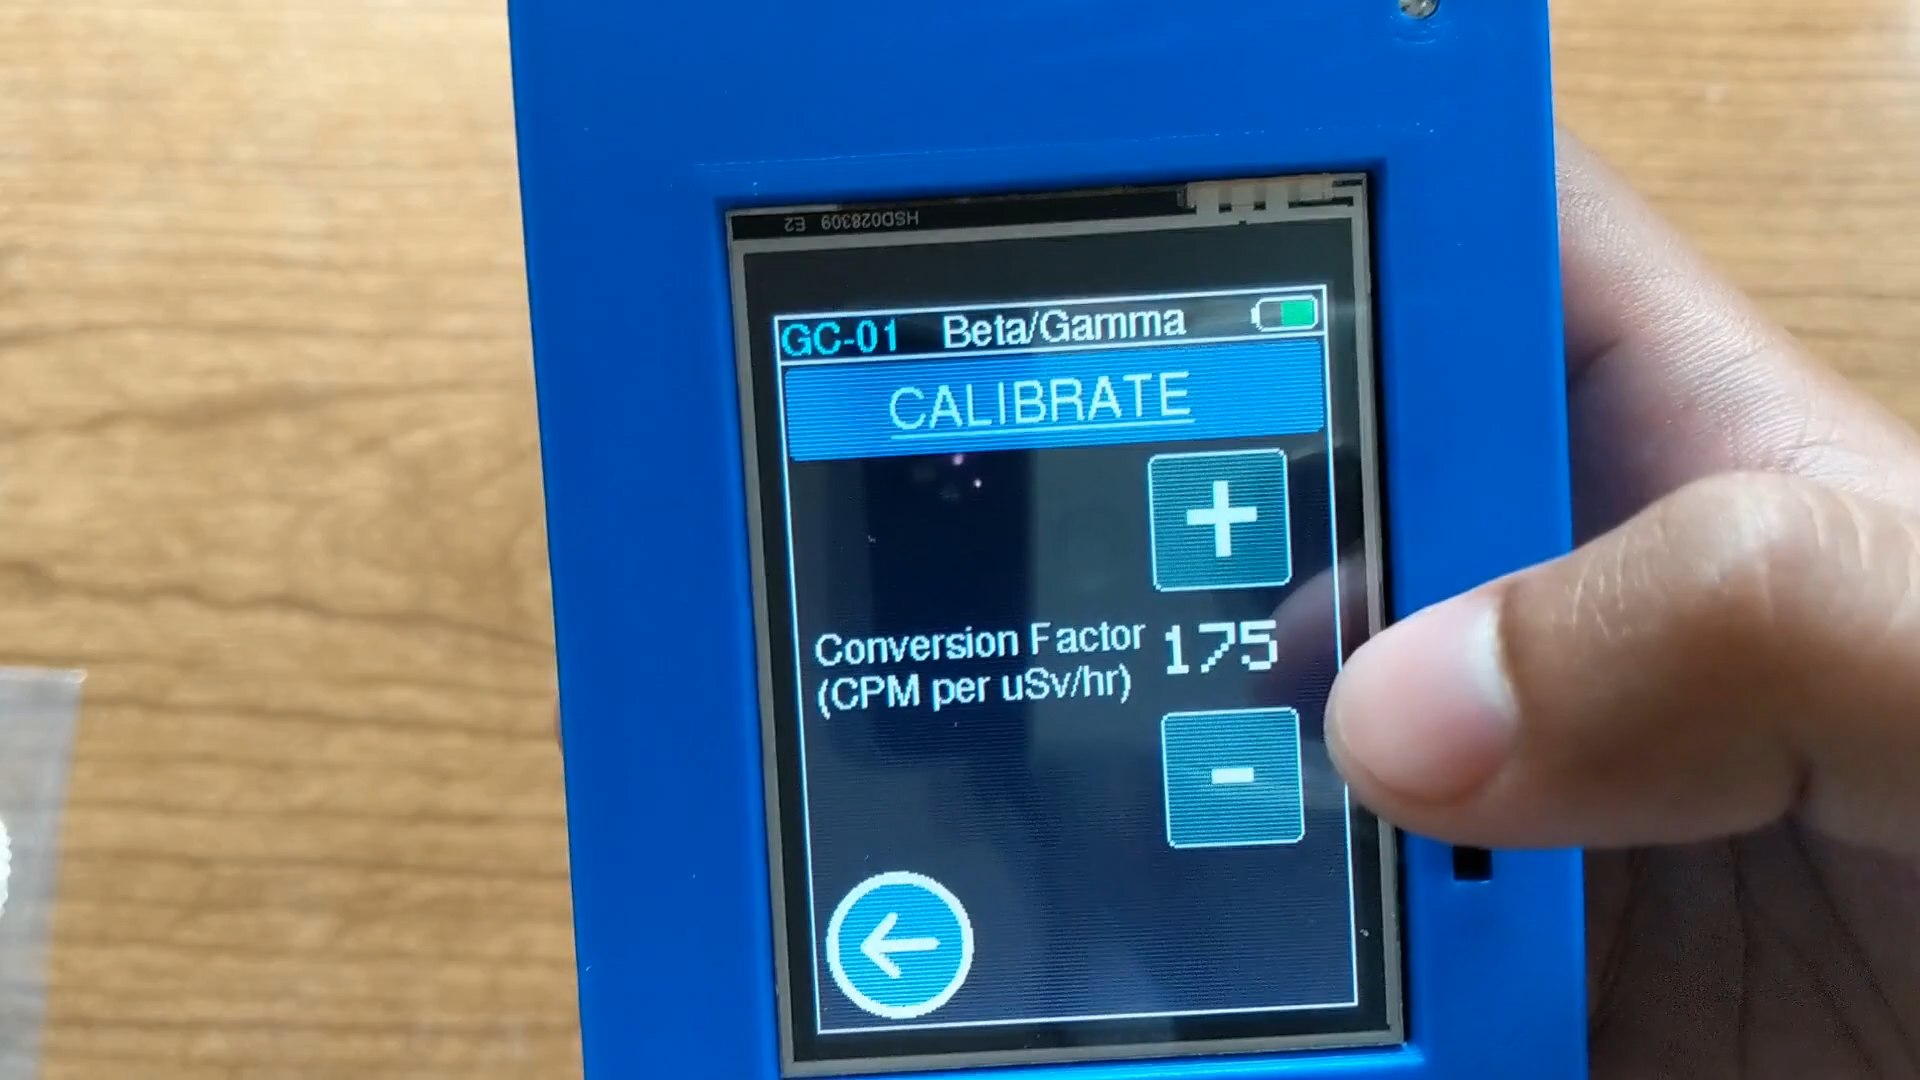 HSD028309 E2
GC-01 Beta/Gamma
CALIBRATE
+
Conversion Factor 175
(CPM per uSv/hr)
-